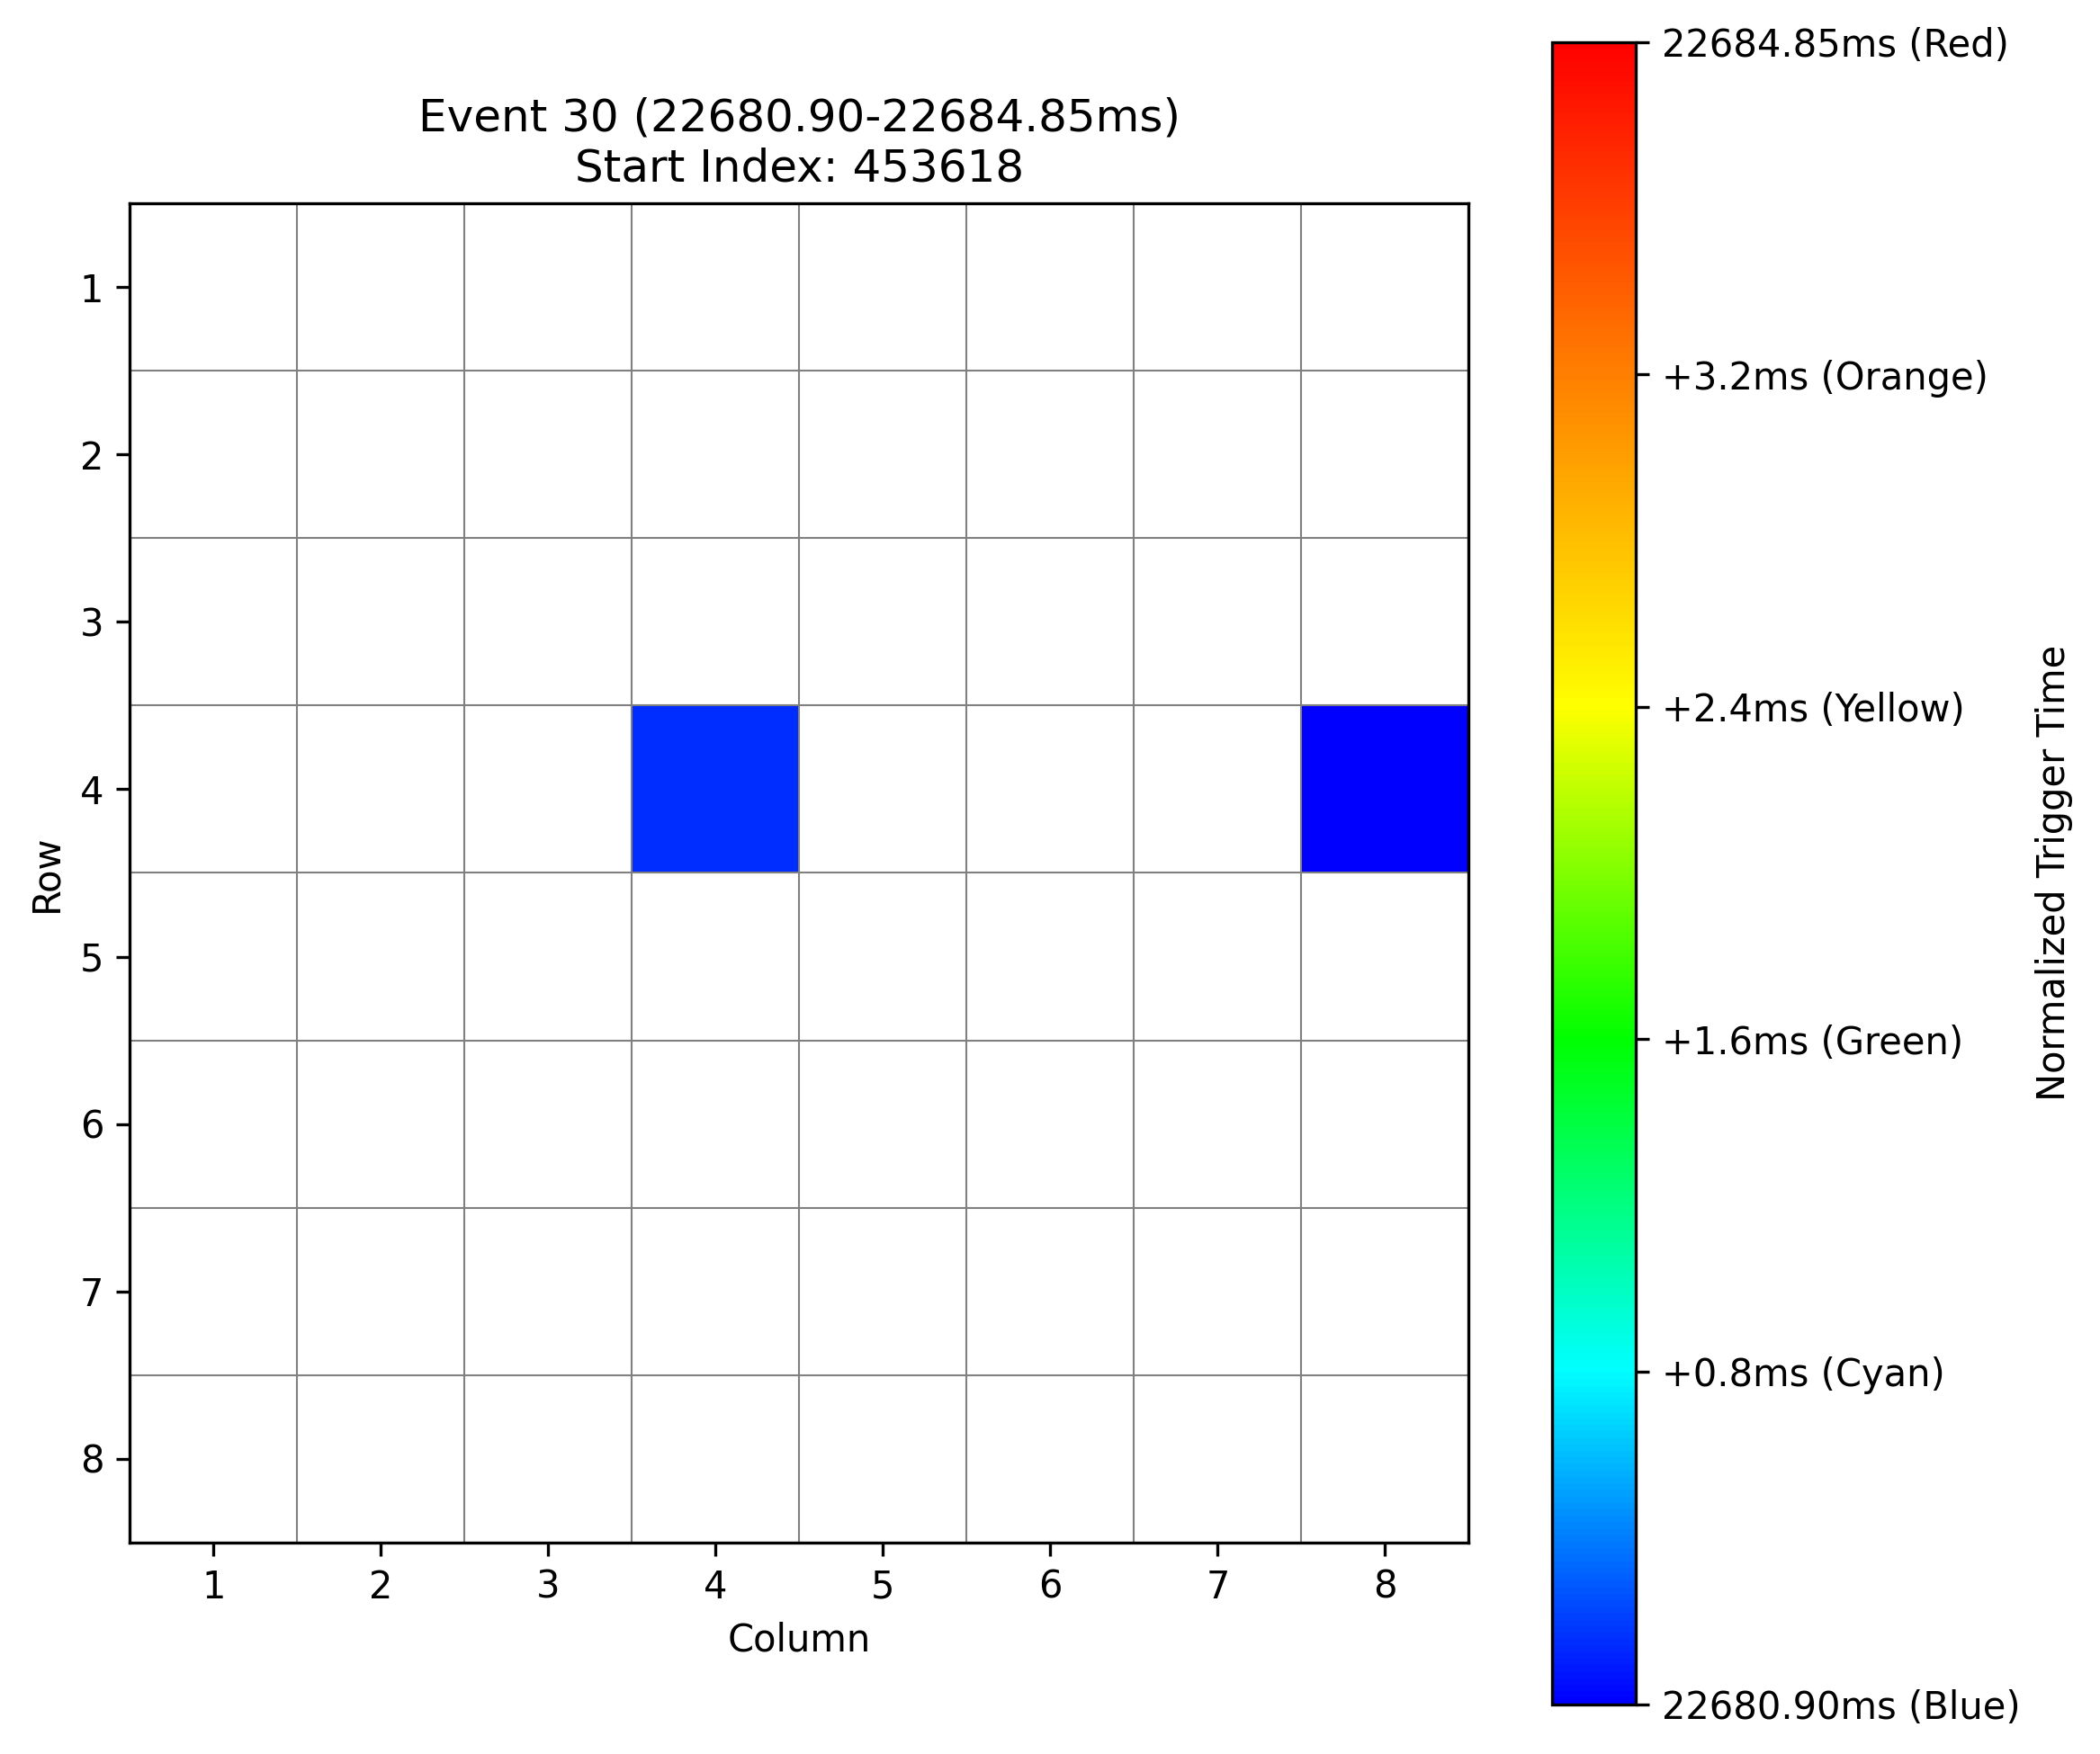 Event 30 (22680.90-22684.85ms)
Start Index: 453618
1
2
3
4
5
6
7
8
Row
1 2 3 4 5 6 7 8
Column
22684.85ms (Red)
+3.2ms (Orange)
+2.4ms (Yellow)
+1.6ms (Green)
+0.8ms (Cyan)
22680.90ms (Blue)
Normalized Trigger Time